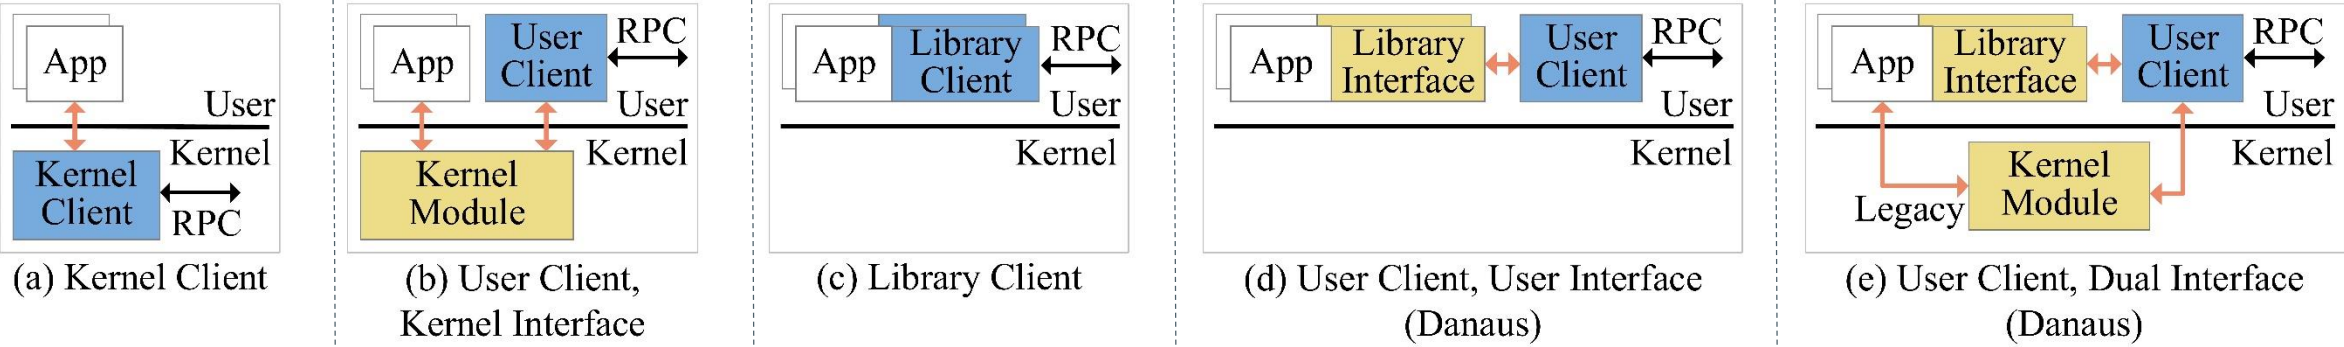 App
User
Kernel
Kernel
Client
RPC
(a) Kernel Client
App
User
Client
RPC
User
Kernel
Kernel
Module
(b) User Client,
Kernel Interface
App
Library
Client
RPC
User
Kernel
(c) Library Client
App
Library
Interface
User
Client
RPC
User
Kernel
(d) User Client, User Interface
(Danaus)
App
Library
Interface
User
Client
RPC
User
Kernel
Kernel
Module
Legacy
(e) User Client, Dual Interface
(Danaus)